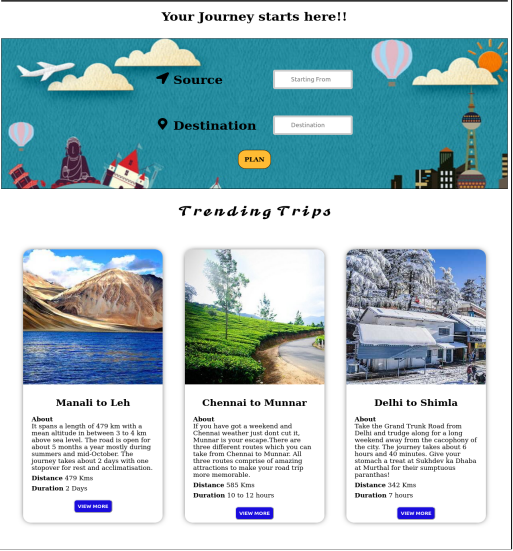 Your Journey starts here!!
Source
Starting From
Destination
Destination
PLAN
Trending Trips
Manali to Leh
About
It spans a length of 479 km with a
mean altitude in between 3 to 4 km
above sea level. The road is open for
about 5 months a year mostly during
summers and mid-October. The
journey takes about 2 days with one
stopover for rest and acclimatisation.
Distance 479 Kms
Duration 2 Days
VIEW MORE
Chennai to Munnar
About
If you have got a weekend and
Chennai weather just dont cut it,
Munnar is your escape.There are
three different routes which you can
take from Chennai to Munnar. All
three routes comprise of amazing
attractions to make your road trip
more memorable.
Distance 585 Kms
Duration 10 to 12 hours
VIEW MORE
Delhi to Shimla
About
Take the Grand Trunk Road from
Delhi and trudge along for a long
weekend away from the cacophony of
the city. The journey takes about 6
hours and 40 minutes. Give your
stomach a treat at Sukhdev ka Dhaba
at Murthal for their sumptuous
paranthas!
Distance 342 Kms
Duration 7 hours
VIEW MORE